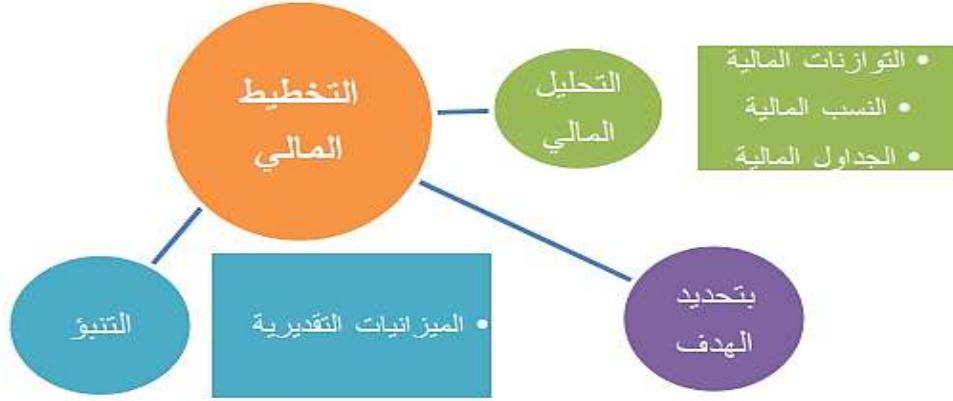 التخطيط
المالي
التحليل
المالي
• التوازنات المالية
• النسب المالية
• الجداول المالية
بتحديد
الهدف
• الميزانيات التقديرية
التنبؤ